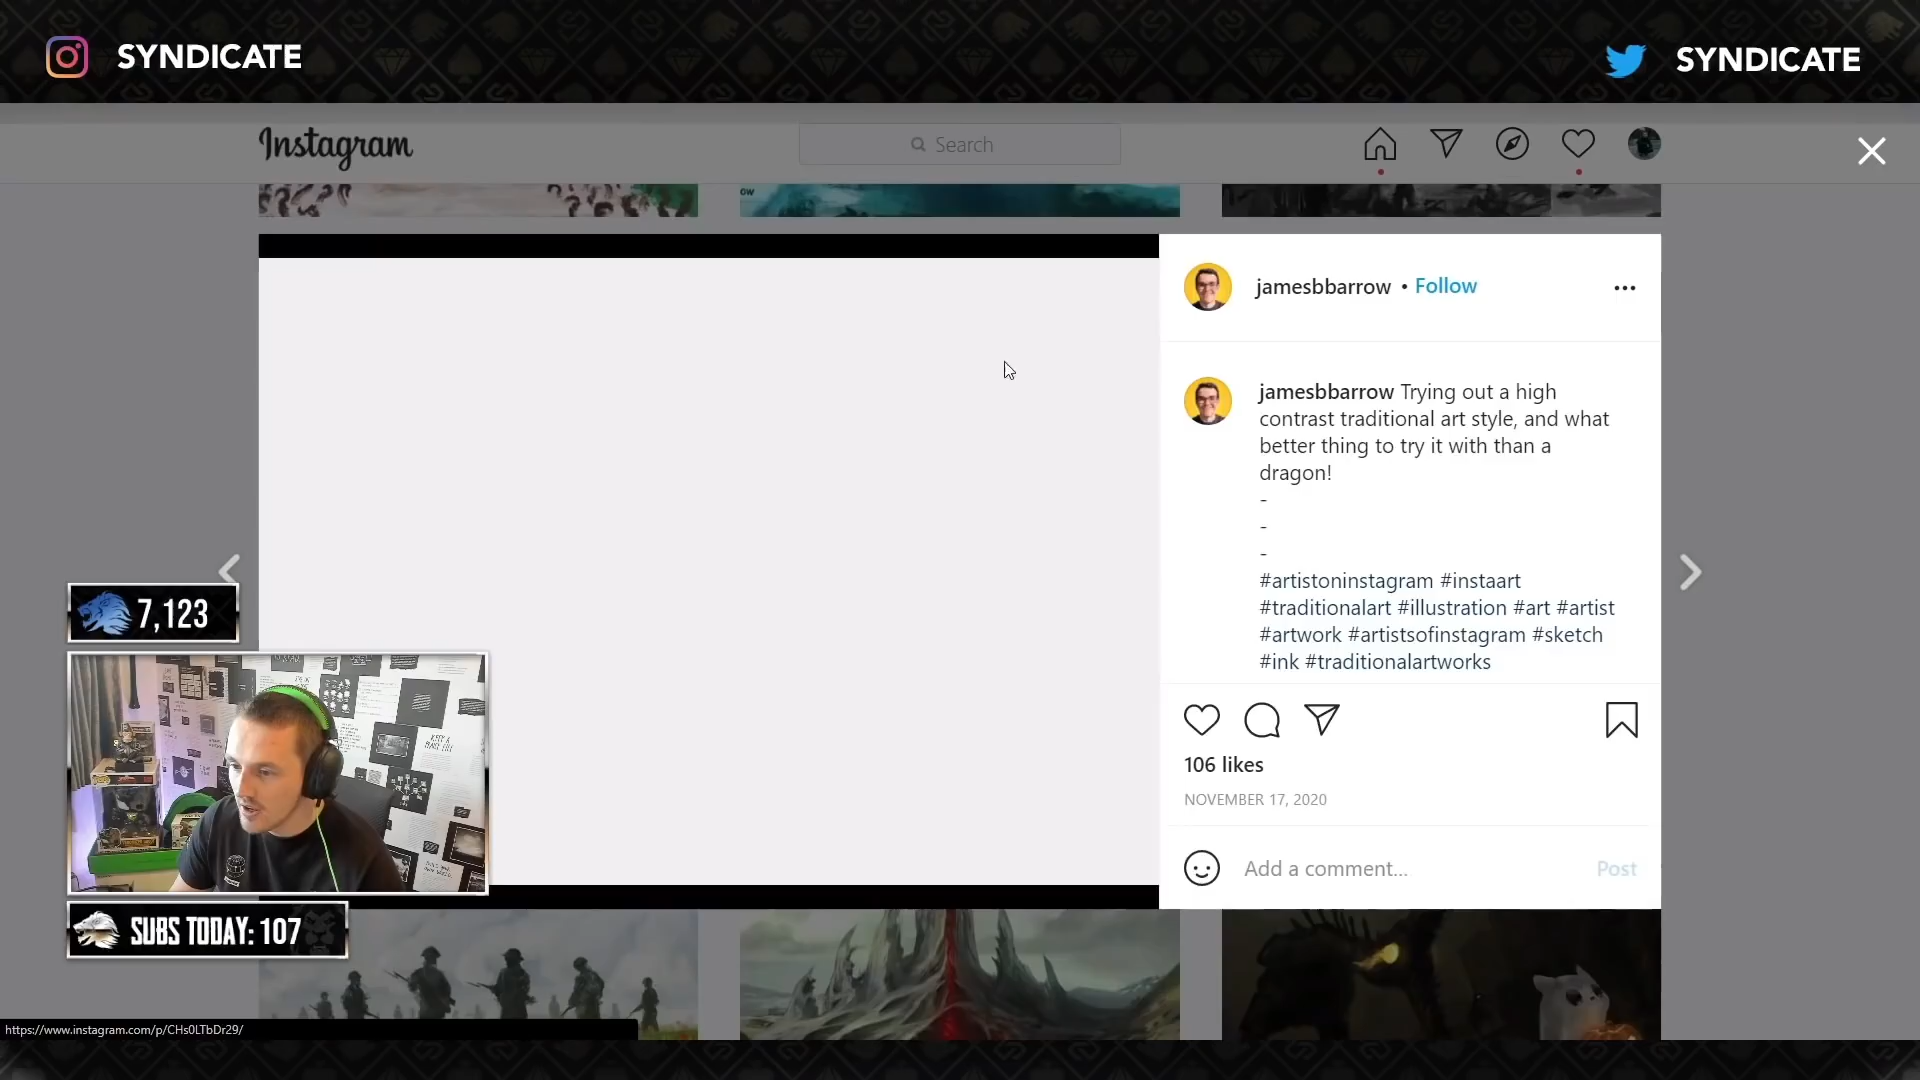 SYNDICATE
SYNDICATE
Instagram
Search
ow
jamesbbarrow • Follow
jamesbbarrow Trying out a high
contrast traditional art style, and what
better thing to try it with than a
dragon!
-
-
-
#artistoninstagram #instaart
#traditionalart #illustration #art #artist
#artwork #artistsofinstagram #sketch
#ink #traditionalartworks
106 likes
NOVEMBER 17, 2020
Add a comment...
Post
7,123
SUBS TODAY: 107
https://www.instagram.com/p/CHs0LTbDr29/